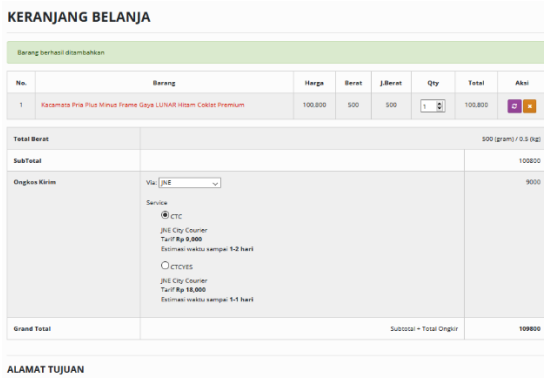 KERANJANG BELANJA
Barang berhasil ditambahkan
No. Barang Harga Berat J.Berat Qty Total Aksi
1 Kacamata Pria Plus Minus Frame Gaya LUNAR Hitam Coklat Premium 100,800 500 500 1 100,800
Total Berat 500 (gram) / 0.5 (kg)
SubTotal 100800
Ongkos Kirim Via: JNE 9000
Service
CTC
JNE City Courier
Tarif Rp 9,000
Estimasi waktu sampai 1-2 hari
CTCYES
JNE City Courier
Tarif Rp 18,000
Estimasi waktu sampai 1-1 hari
Grand Total Subtotal + Total Ongkir 109800
ALAMAT TUJUAN